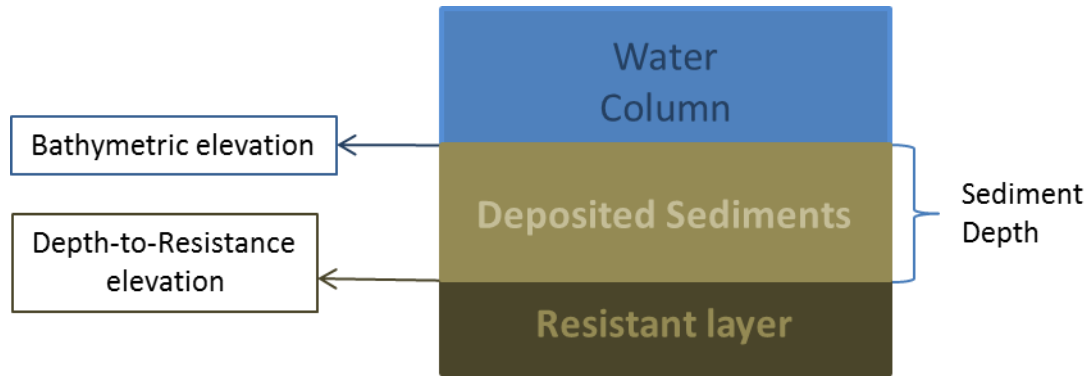 Water
Column
Bathymetric elevation
Deposited Sediments
Sediment
Depth
Depth-to-Resistance
elevation
Resistant layer